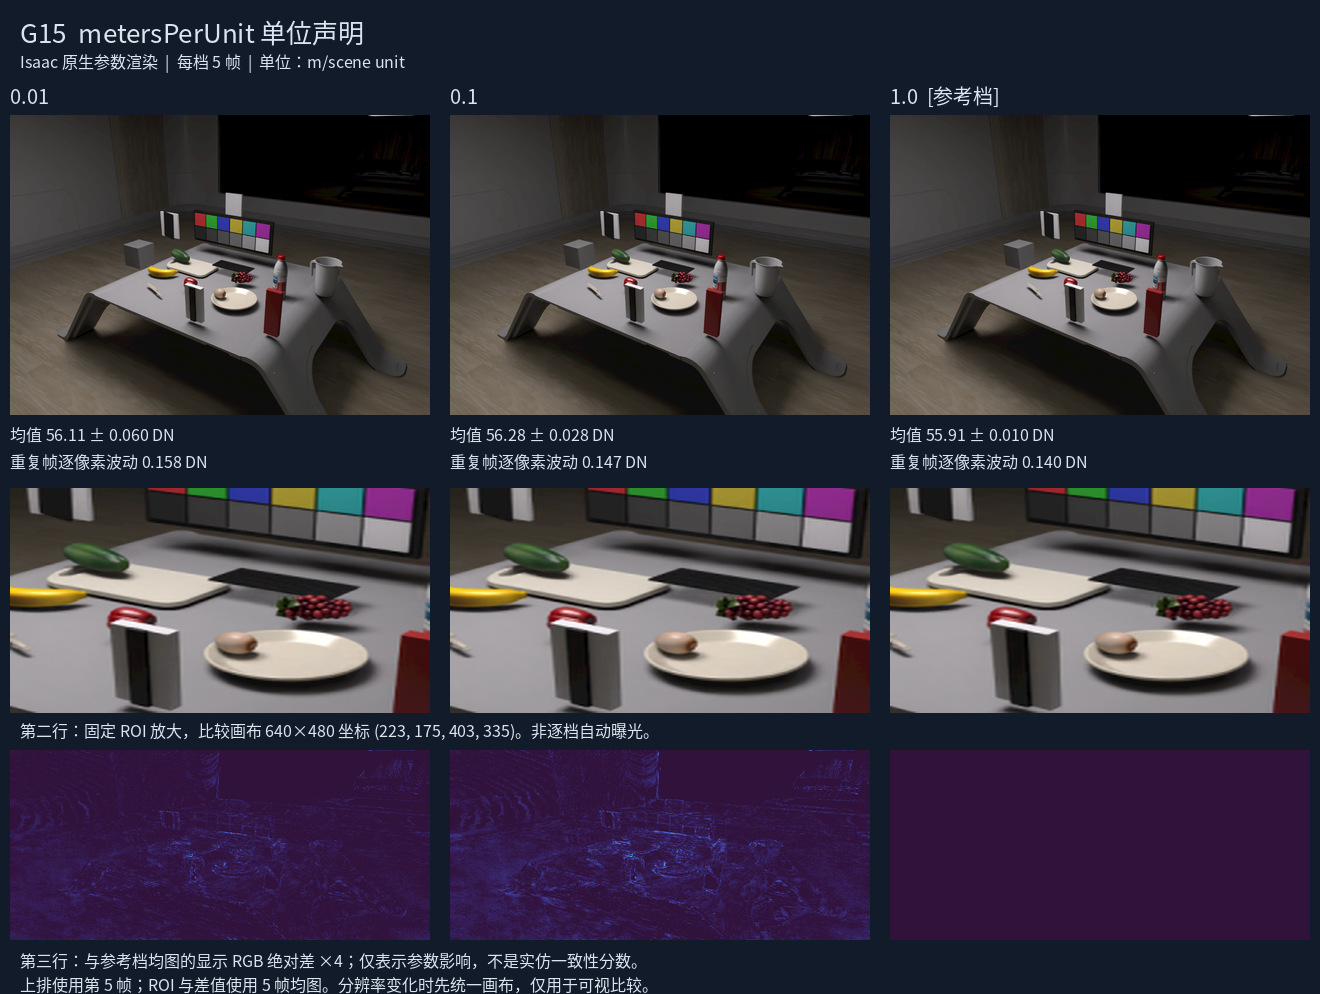 G15 metersPerUnit 单位声明
Isaac 原生参数渲染 | 每档 5 帧 | 单位：m/scene unit
0.01
0.1
1.0 [参考档]
均值 56.11 ± 0.060 DN
重复帧逐像素波动 0.158 DN
均值 56.28 ± 0.028 DN
重复帧逐像素波动 0.147 DN
均值 55.91 ± 0.010 DN
重复帧逐像素波动 0.140 DN
第二行：固定 ROI 放大，比较画布 640×480 坐标 (223, 175, 403, 335)。非逐档自动曝光。
第三行：与参考档均图的显示 RGB 绝对差 ×4；仅表示参数影响，不是实仿一致性分数。
上排使用第 5 帧；ROI 与差值使用 5 帧均图。分辨率变化时先统一画布，仅用于可视比较。